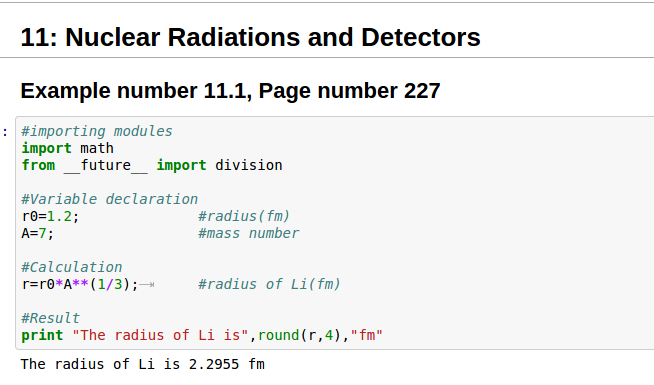 11: Nuclear Radiations and Detectors
Example number 11.1, Page number 227
: #importing modules
import math
from __future__ import division
#Variable declaration
r0=1.2; #radius(fm)
A=7; #mass number
#Calculation
r=r0*A**(1/3);⟶ #radius of Li(fm)
#Result
print "The radius of Li is",round(r,4),"fm"
The radius of Li is 2.2955 fm